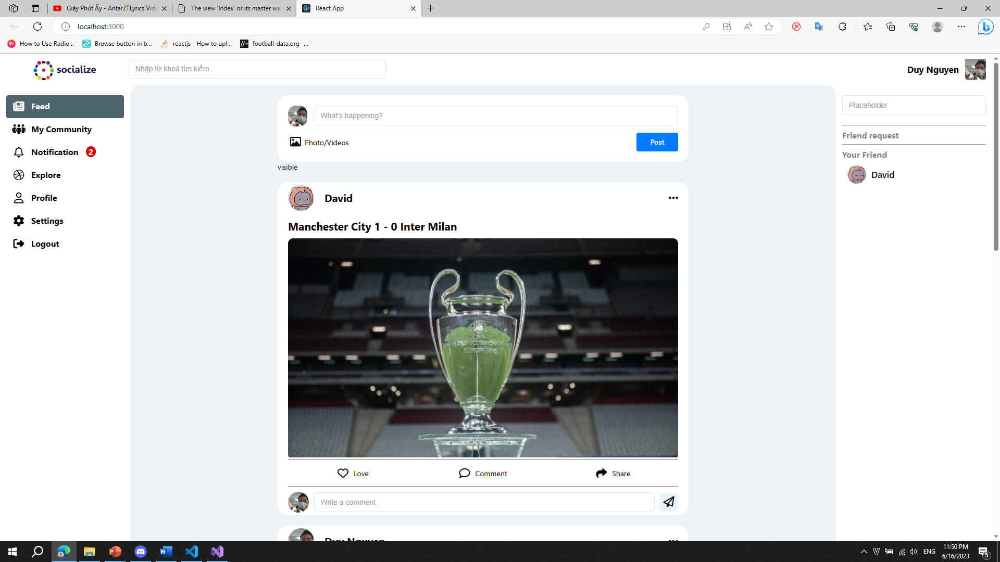 Giây Phút Ấy - AntarZ「Lyrics Vide
The view 'Index' or its master was
React App
localhost:3000
How to Use Radio...
Browse button in b...
reactjs - How to upl...
football-data.org -...
socialize
Nhập từ khoá tìm kiếm
Duy Nguyen
Feed
My Community
Notification 2
Explore
Profile
Settings
Logout
What's happening?
Photo/Videos
Post
visible
David
Manchester City 1 - 0 Inter Milan
Love
Comment
Share
Write a comment
Duy Nguyen
Placeholder
Friend request
Your Friend
David
ENG
11:50 PM
6/16/2023
5